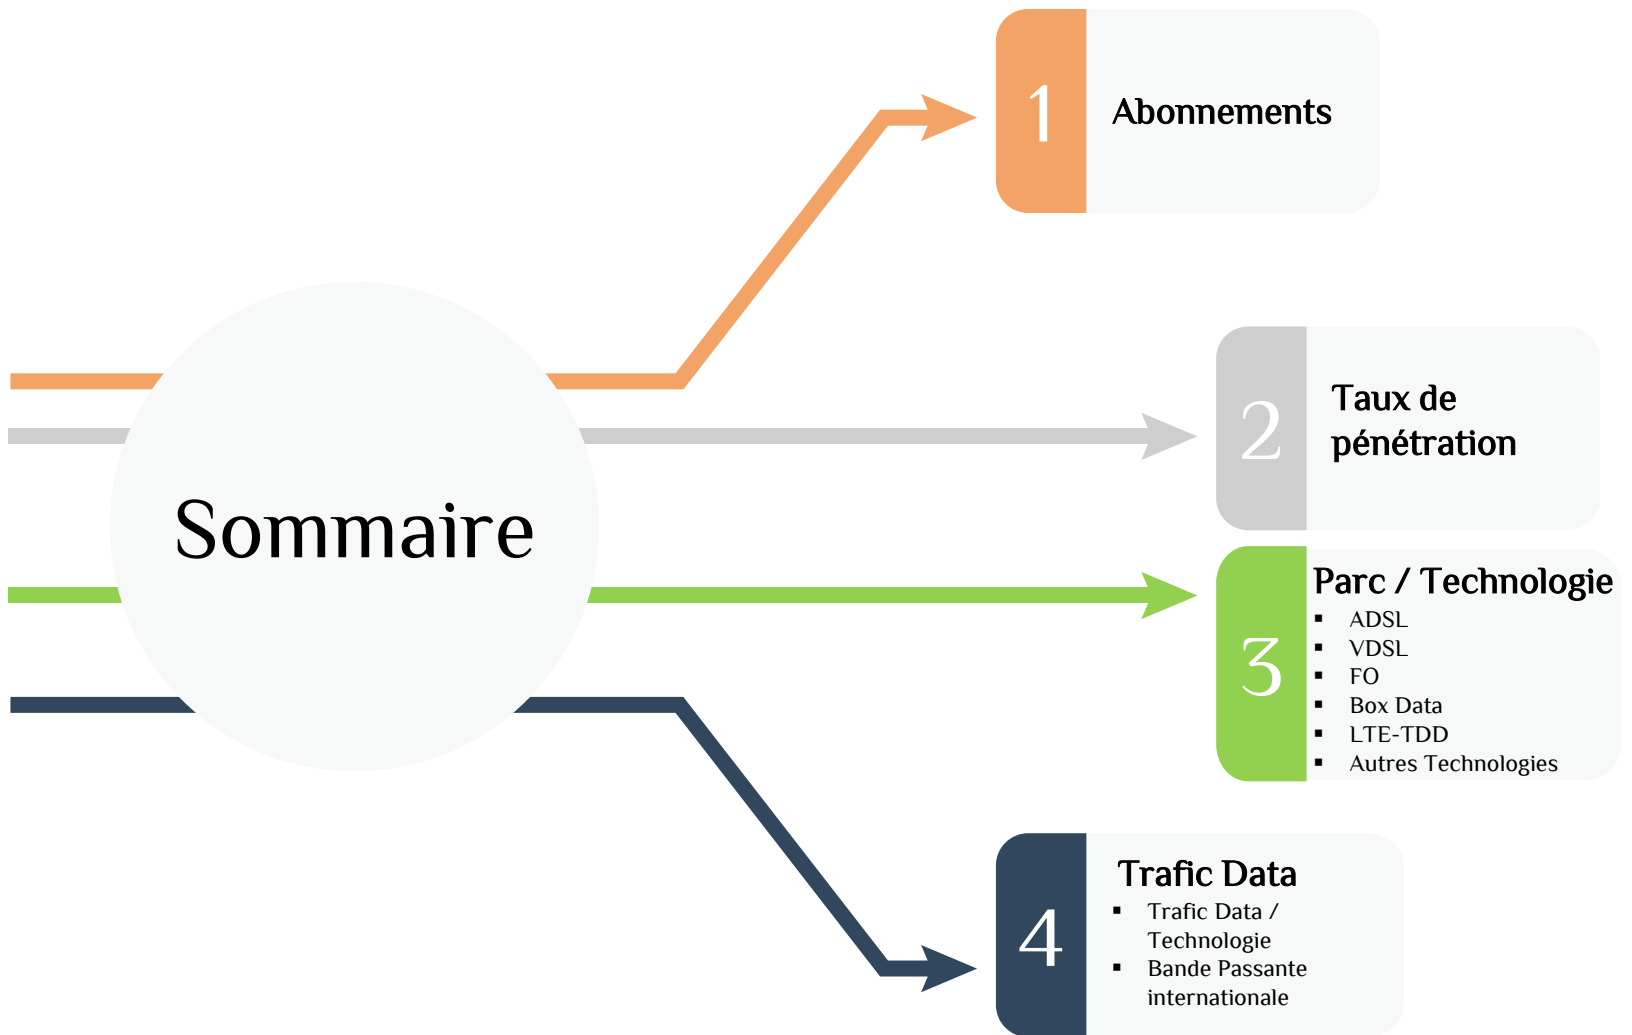 Sommaire
1
Abonnements
2
Taux de
pénétration
3
Parc / Technologie
▪ ADSL
▪ VDSL
▪ FO
▪ Box Data
▪ LTE-TDD
▪ Autres Technologies
4
Trafic Data
▪ Trafic Data /
Technologie
▪ Bande Passante
internationale